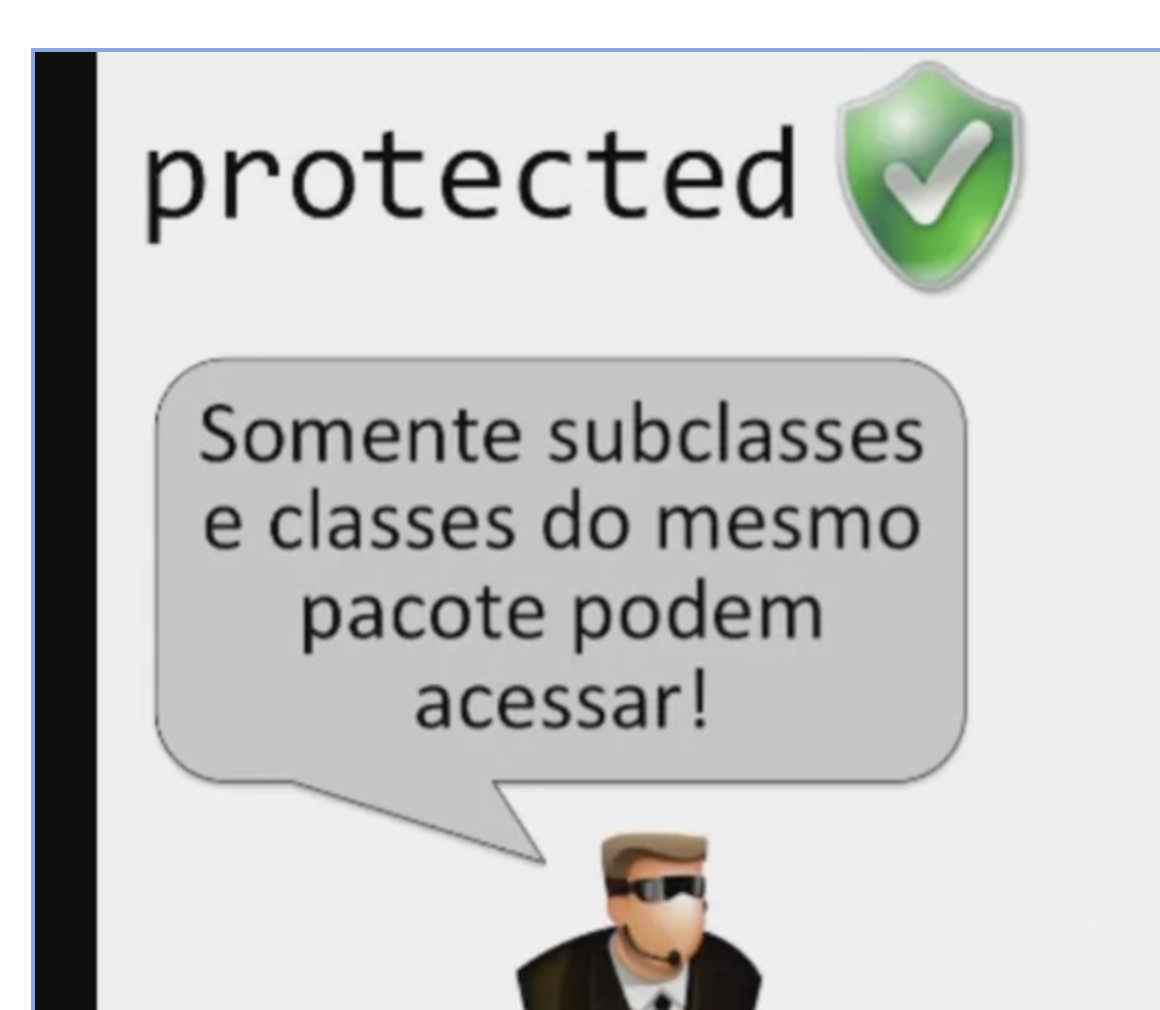 protected
Somente subclasses
e classes do mesmo
pacote podem
acessar!